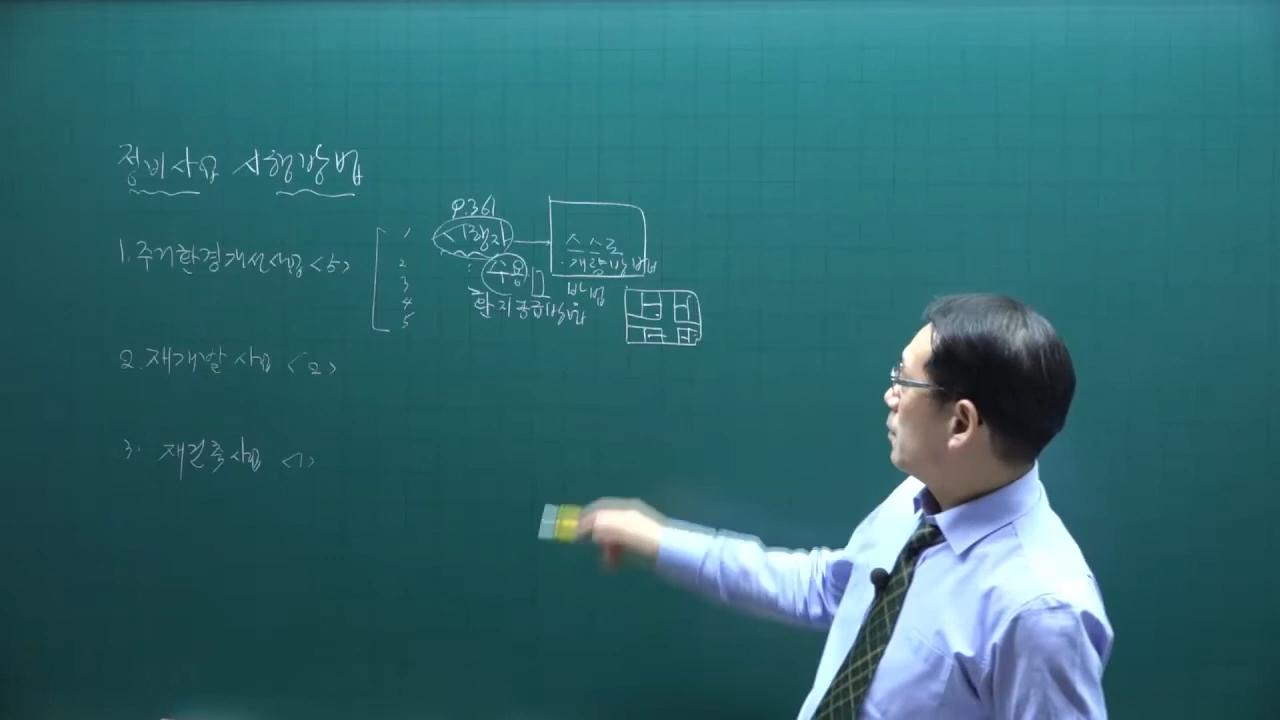 정비사업 시행방법
P.361
1. 주거환경개선사업 <5>
1
2
3
4
5
시행자
스스로
· 개량방법
수용
방법
환지공급방법
2. 재개발사업 <2>
3. 재건축사업 <1>